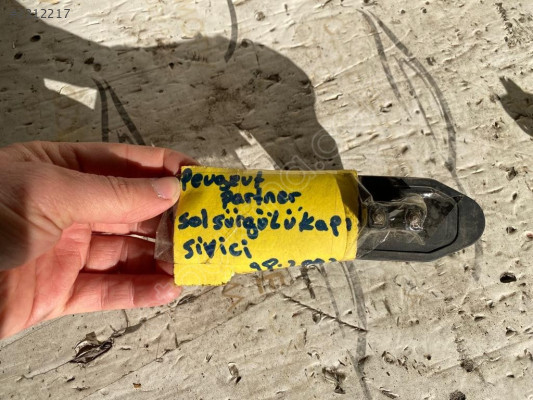 Peugeut
Partner
sol sürgülü kapı
sivici